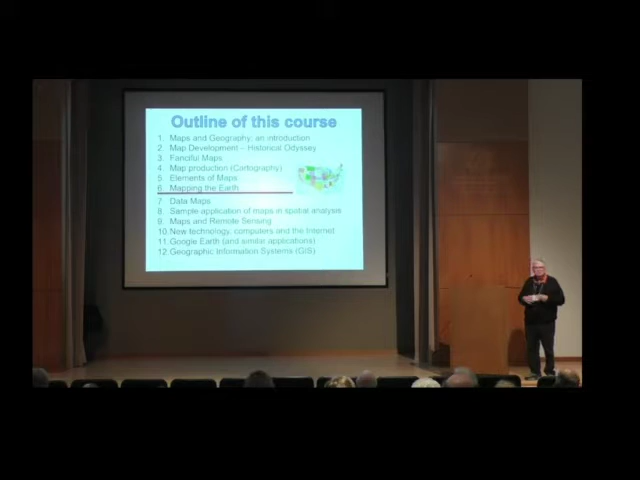 Outline of this course
1. Maps and Geography: an introduction
2. Map Development – Historical Odyssey
3. Fanciful Maps
4. Map production (Cartography)
5. Elements of Maps
6. Mapping the Earth
7. Data Maps
8. Sample application of maps in spatial analysis
9. Maps and Remote Sensing
10. New technology, computers and the Internet
11. Google Earth (and similar applications)
12. Geographic Information Systems (GIS)